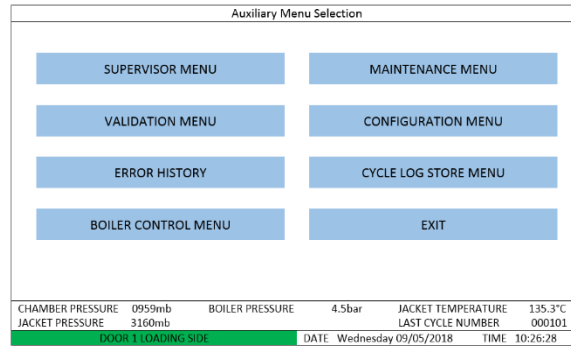 Auxiliary Menu Selection
SUPERVISOR MENU MAINTENANCE MENU
VALIDATION MENU CONFIGURATION MENU
ERROR HISTORY CYCLE LOG STORE MENU
BOILER CONTROL MENU EXIT
CHAMBER PRESSURE 0959mb BOILER PRESSURE 4.5bar JACKET TEMPERATURE 135.3°C
JACKET PRESSURE 3160mb LAST CYCLE NUMBER 000101
DOOR 1 LOADING SIDE DATE Wednesday 09/05/2018 TIME 10:26:28